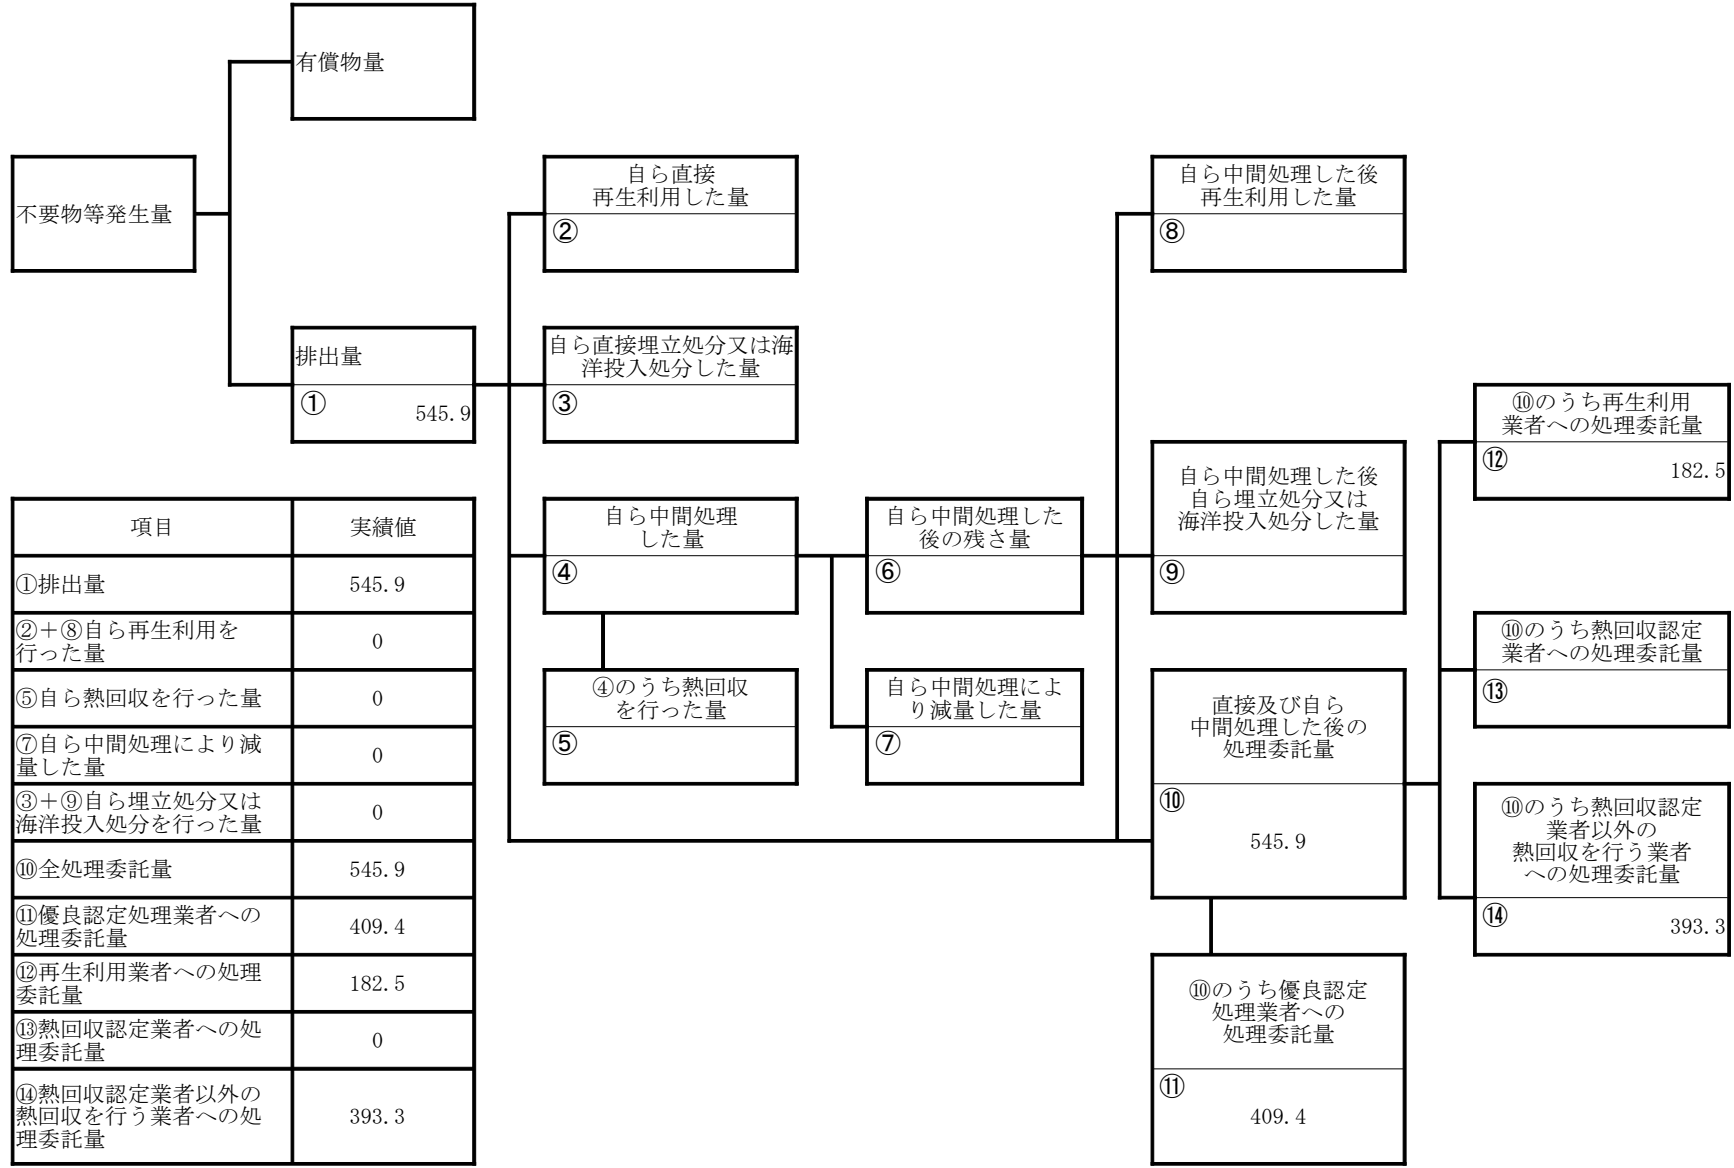 有償物量
不要物等発生量
排出量
①
545.9
自ら直接
再生利用した量
②
自ら直接埋立処分又は海
洋投入処分した量
③
自ら中間処理
した量
④
④のうち熱回収
を行った量
⑤
自ら中間処理した
後の残さ量
⑥
自ら中間処理によ
り減量した量
⑦
自ら中間処理した後
再生利用した量
⑧
自ら中間処理した後
自ら埋立処分又は
海洋投入処分した量
⑨
直接及び自ら
中間処理した後の
処理委託量
⑩
545.9
⑩のうち優良認定
処理業者への
処理委託量
⑪
409.4
⑩のうち再生利用
業者への処理委託量
⑫
182.5
⑩のうち熱回収認定
業者への処理委託量
⑬
⑩のうち熱回収認定
業者以外の
熱回収を行う業者
への処理委託量
⑭
393.3
項目
実績値
①排出量
545.9
②＋⑧自ら再生利用を
行った量
0
⑤自ら熱回収を行った量
0
⑦自ら中間処理により減
量した量
0
③＋⑨自ら埋立処分又は
海洋投入処分を行った量
0
⑩全処理委託量
545.9
⑪優良認定処理業者への
処理委託量
409.4
⑫再生利用業者への処理
委託量
182.5
⑬熱回収認定業者への処
理委託量
0
⑭熱回収認定業者以外の
熱回収を行う業者への処
理委託量
393.3